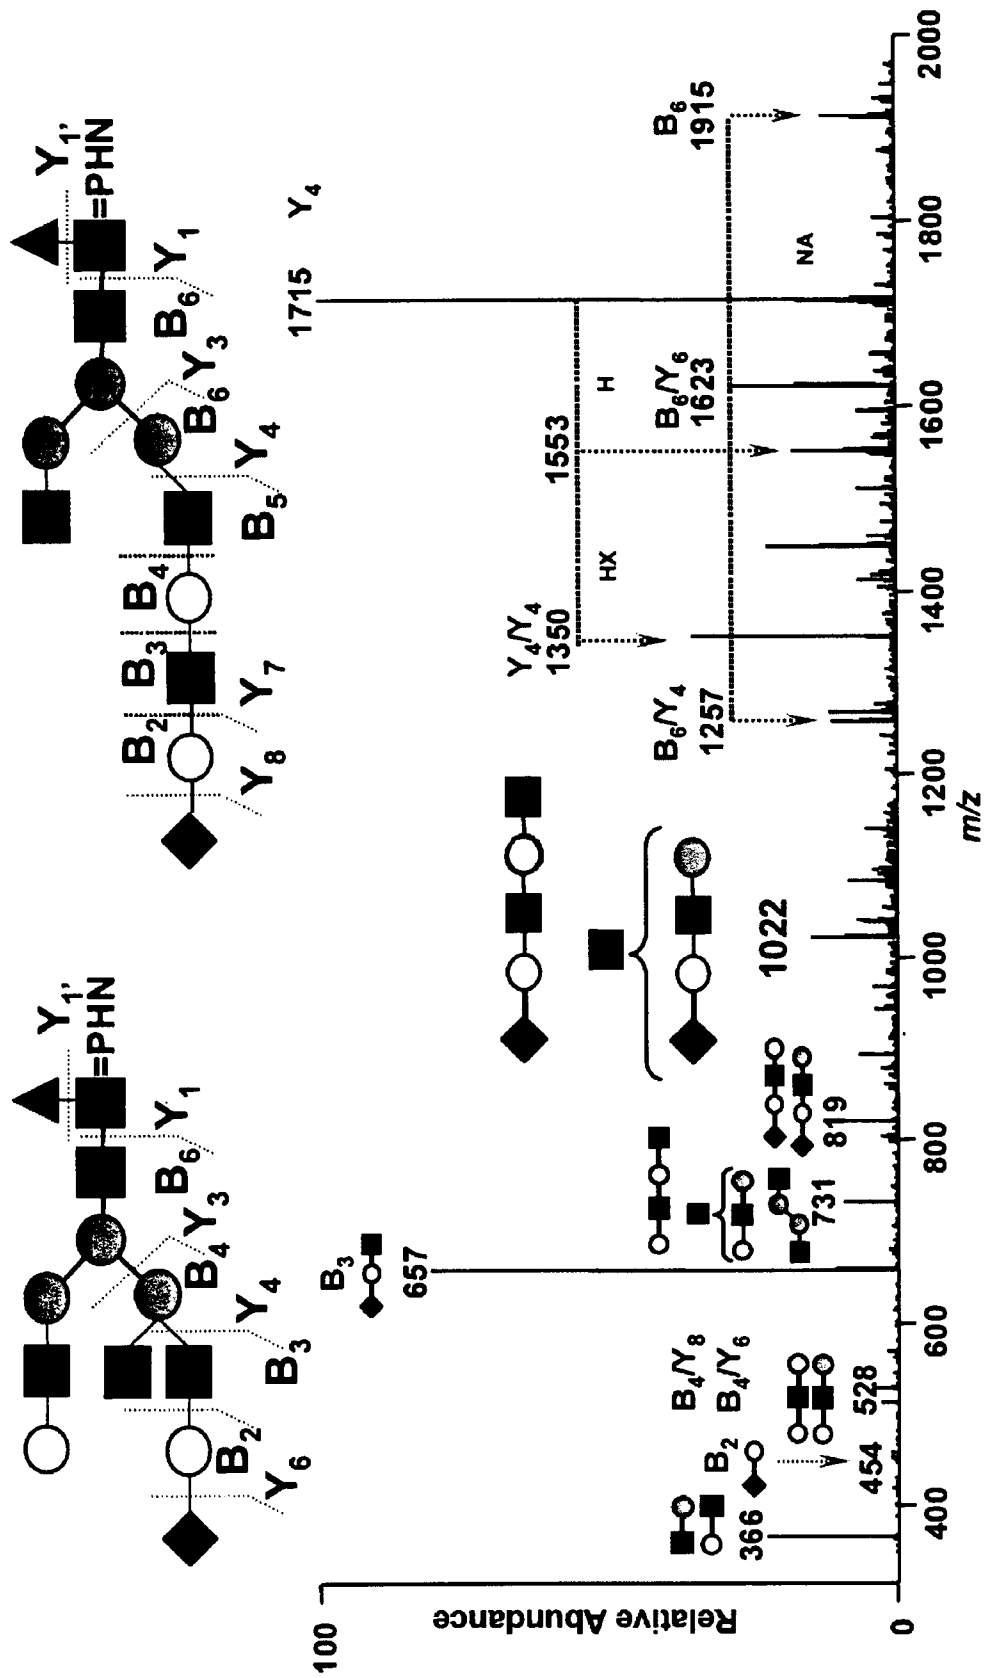 Y1'
=PHN
Y1
B6
Y3
B4
Y4
B3
B2
Y6
Y1'
=PHN
Y1
B6
Y3
B6
Y4
B5
B4
B3
B2
Y7
Y8
100
Relative Abundance
0
366
B2
454
B4/Y8
B4/Y6
528
B3
657
731
819
1022
B6/Y4
1257
Y4/Y4
1350
HX
1553
H
B6/Y6
1623
1715 Y4
NA
B6
1915
400 600 800 1000 1200 1400 1600 1800 2000
m/z